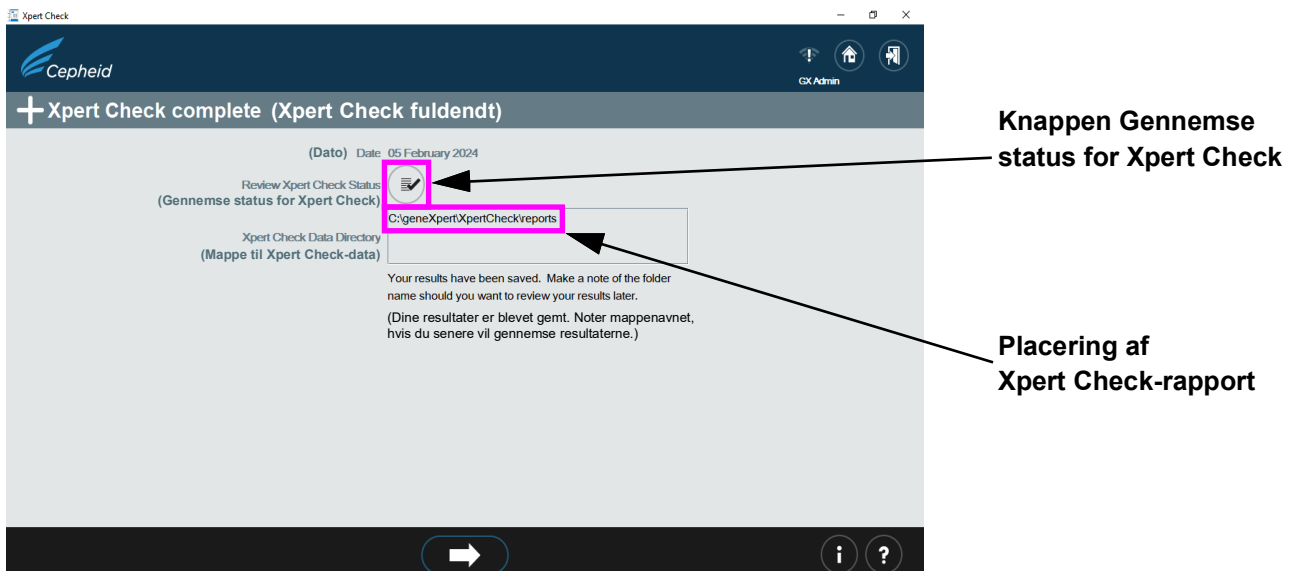 Xpert Check
Cepheid
GX Admin
Xpert Check complete (Xpert Check fuldendt)
(Dato) Date 05 February 2024
Review Xpert Check Status
(Gennemse status for Xpert Check)
C:\geneXpert\XpertCheck\reports
Xpert Check Data Directory
(Mappe til Xpert Check-data)
Your results have been saved. Make a note of the folder
name should you want to review your results later.
(Dine resultater er blevet gemt. Noter mappenavnet,
hvis du senere vil gennemse resultaterne.)
Knappen Gennemse
status for Xpert Check
Placering af
Xpert Check-rapport